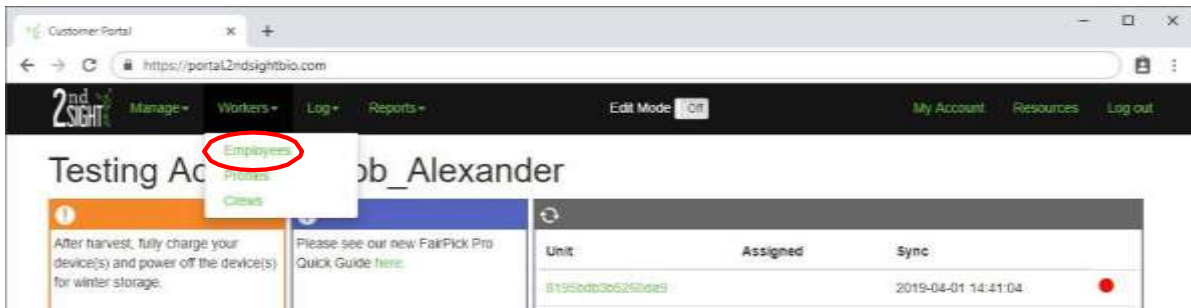 Customer Portal
https://portal.2ndsightbio.com
2nd SIGHT Manage Workers Log Reports Edit Mode Off My Account Resources Log out
Employees
Probies
Crews
Testing Ac ob_Alexander
After harvest, fully charge your
device(s) and power off the device(s)
for winter storage.
Please see our new FairPick Pro
Quick Guide here.
Unit Assigned Sync
2019-04-01 14:41:04